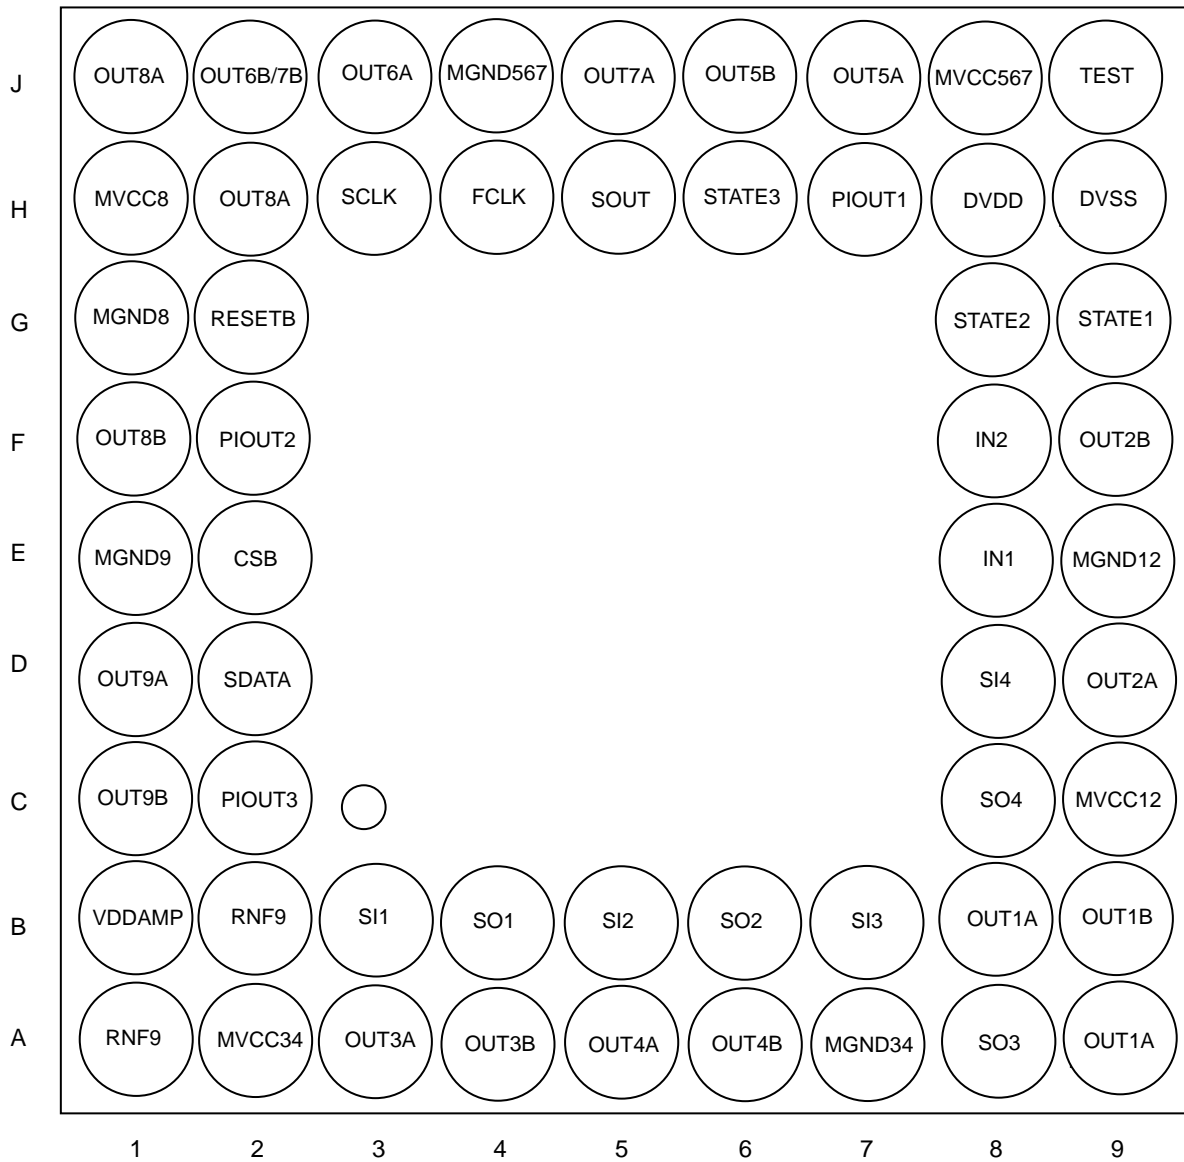 J OUT8A OUT6B/7B OUT6A MGND567 OUT7A OUT5B OUT5A MVCC567 TEST
H MVCC8 OUT8A SCLK FCLK SOUT STATE3 PIOUT1 DVDD DVSS
G MGND8 RESETB STATE2 STATE1
F OUT8B PIOUT2 IN2 OUT2B
E MGND9 CSB IN1 MGND12
D OUT9A SDATA SI4 OUT2A
C OUT9B PIOUT3 SO4 MVCC12
B VDDAMP RNF9 SI1 SO1 SI2 SO2 SI3 OUT1A OUT1B
A RNF9 MVCC34 OUT3A OUT3B OUT4A OUT4B MGND34 SO3 OUT1A
1 2 3 4 5 6 7 8 9